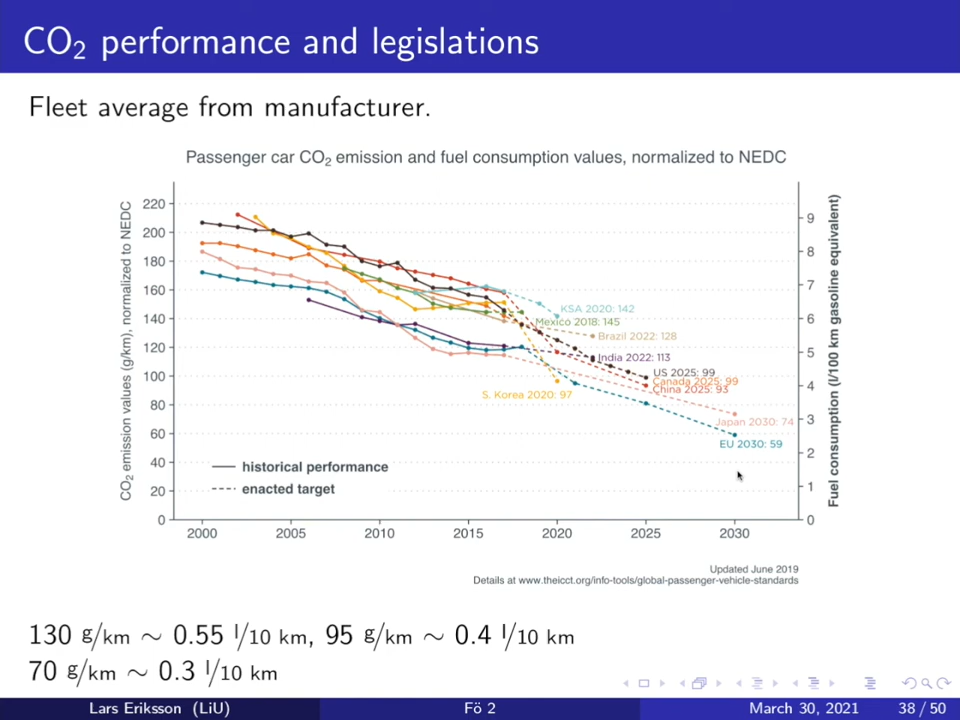 CO₂ performance and legislations
Fleet average from manufacturer.
Passenger car CO₂ emission and fuel consumption values, normalized to NEDC
CO₂ emission values (g/km), normalized to NEDC
220
200
180
160
140
120
100
80
60
40
20
0
2000 2005 2010 2015 2020 2025 2030
9
8
7
6
5
4
3
2
1
0
Fuel consumption (l/100 km gasoline equivalent)
KSA 2020: 142
Mexico 2018: 145
Brazil 2022: 128
India 2022: 113
US 2025: 99
Canada 2025: 99
China 2025: 93
S. Korea 2020: 97
Japan 2030: 74
EU 2030: 59
historical performance
enacted target
Updated June 2019
Details at www.theicct.org/info-tools/global-passenger-vehicle-standards
130 g/km ∼ 0.55 l/10 km, 95 g/km ∼ 0.4 l/10 km
70 g/km ∼ 0.3 l/10 km
Lars Eriksson (LiU) Fö 2 March 30, 2021 38 / 50